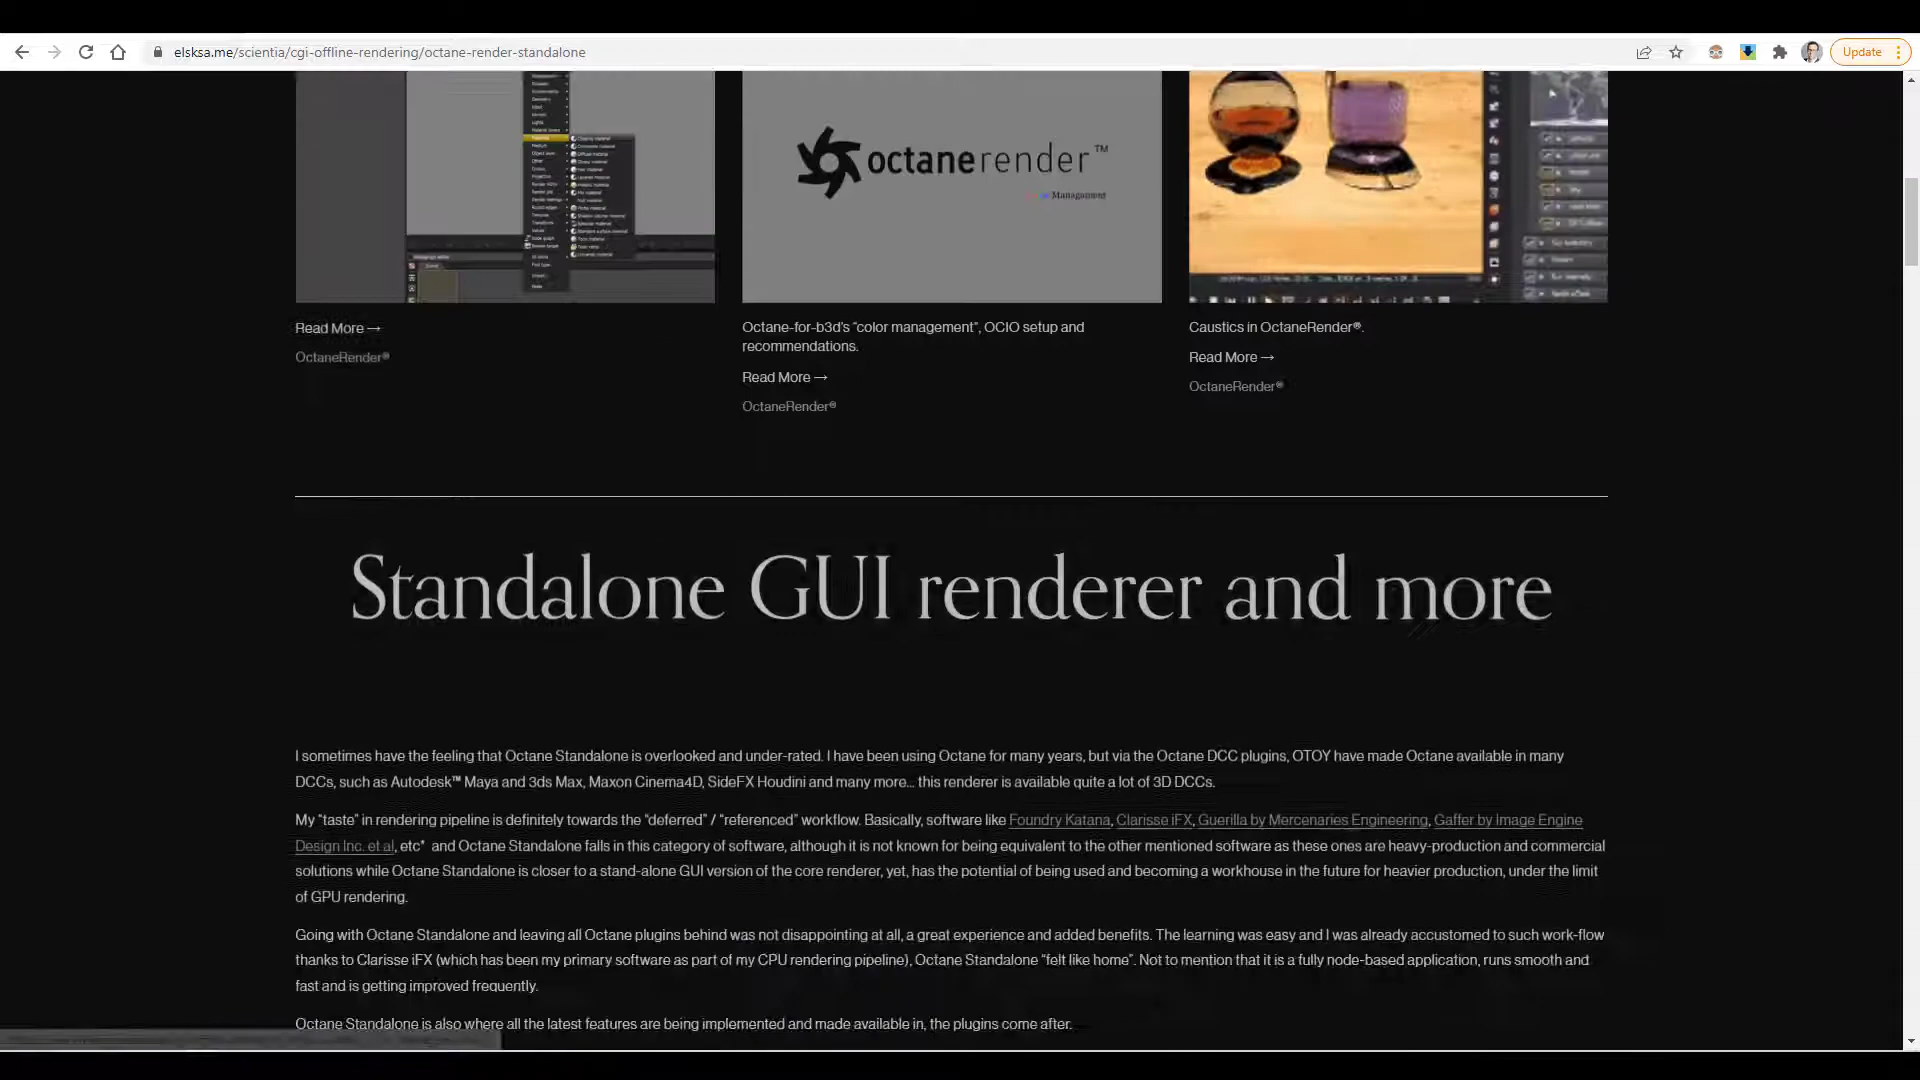 elsksa.me/scientia/cgi-offline-rendering/octane-render-standalone
Update
octanerender™
Management
Read More →
OctaneRender®
Octane-for-b3d's “color management”, OCIO setup and
recommendations.
Read More →
OctaneRender®
Caustics in OctaneRender®.
Read More →
OctaneRender®
Standalone GUI renderer and more
I sometimes have the feeling that Octane Standalone is overlooked and under-rated. I have been using Octane for many years, but via the Octane DCC plugins, OTOY have made Octane available in many
DCCs, such as Autodesk™ Maya and 3ds Max, Maxon Cinema4D, SideFX Houdini and many more... this renderer is available quite a lot of 3D DCCs.
My “taste” in rendering pipeline is definitely towards the “deferred” / “referenced” workflow. Basically, software like Foundry Katana, Clarisse iFX, Guerilla by Mercenaries Engineering, Gaffer by Image Engine
Design Inc. et al, etc* and Octane Standalone falls in this category of software, although it is not known for being equivalent to the other mentioned software as these ones are heavy-production and commercial
solutions while Octane Standalone is closer to a stand-alone GUI version of the core renderer, yet, has the potential of being used and becoming a workhouse in the future for heavier production, under the limit
of GPU rendering.
Going with Octane Standalone and leaving all Octane plugins behind was not disappointing at all, a great experience and added benefits. The learning was easy and I was already accustomed to such work-flow
thanks to Clarisse iFX (which has been my primary software as part of my CPU rendering pipeline), Octane Standalone “felt like home”. Not to mention that it is a fully node-based application, runs smooth and
fast and is getting improved frequently.
Octane Standalone is also where all the latest features are being implemented and made available in, the plugins come after.